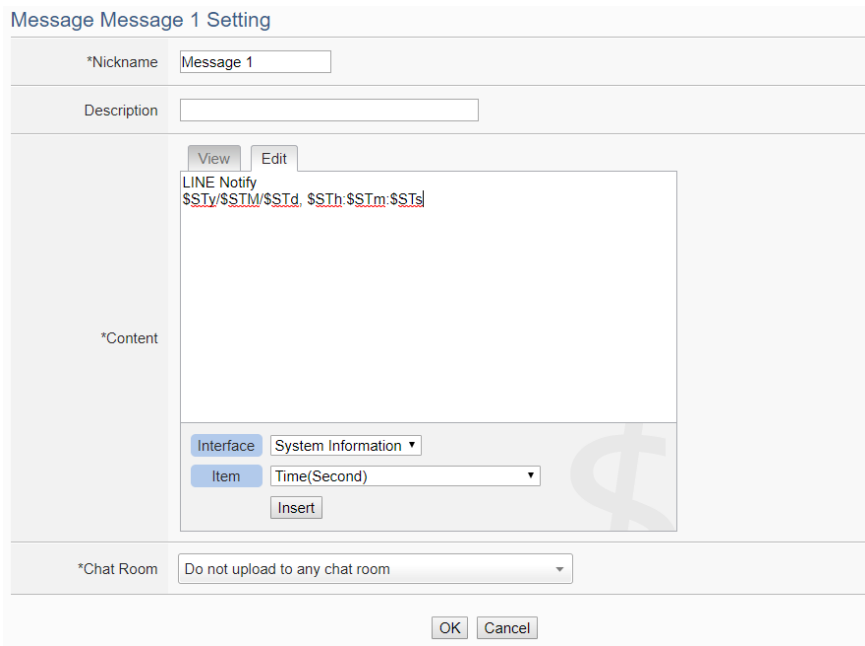 Message Message 1 Setting
*Nickname Message 1
Description
View Edit
LINE Notify
$STy/$STM/$STd, $STh:$STm:$STs
*Content
Interface System Information
Item Time(Second)
Insert
*Chat Room Do not upload to any chat room
OK Cancel